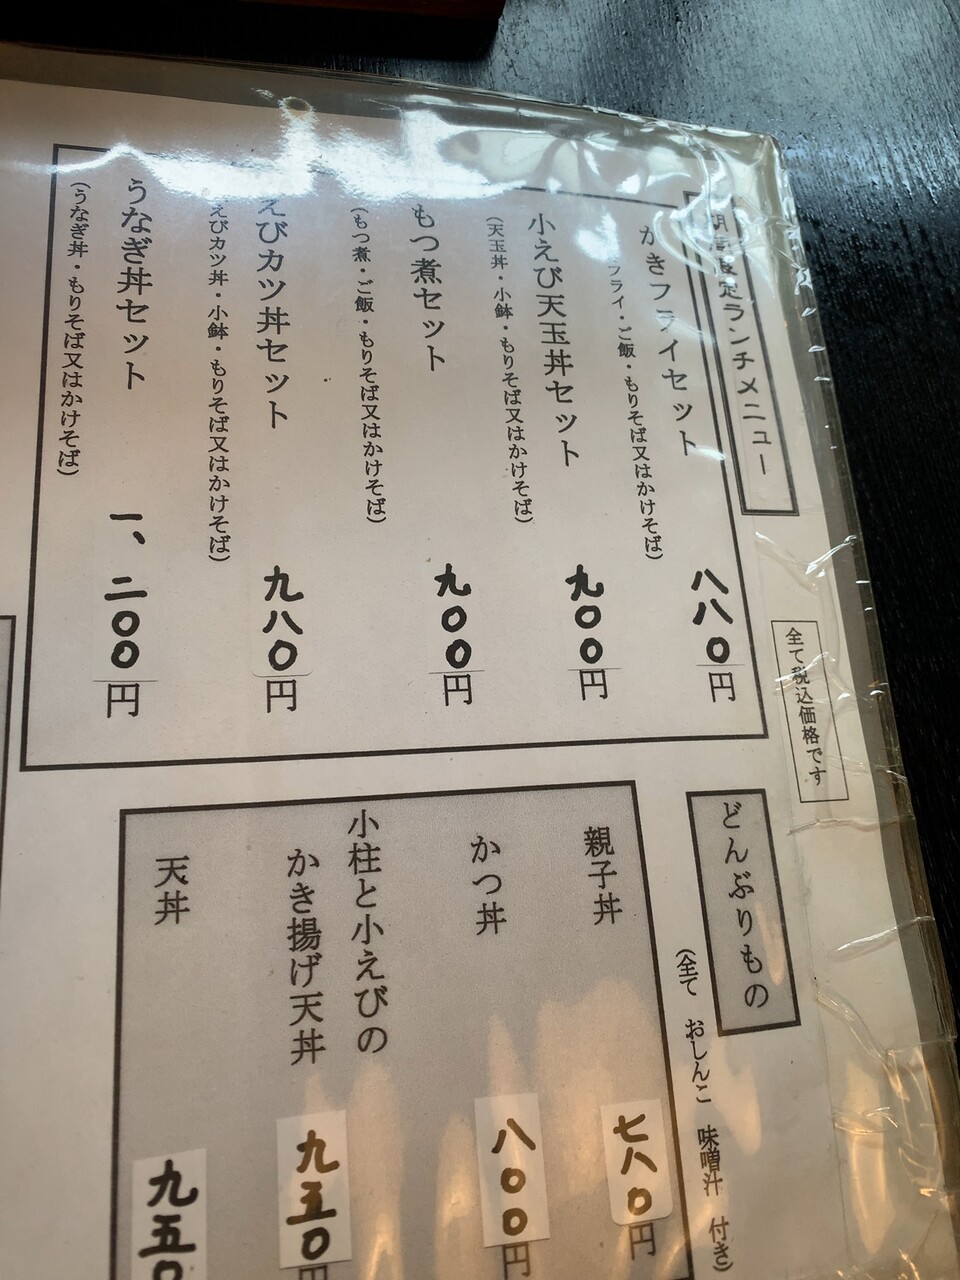 限定ランチメニュー
全て税込価格です
かきフライセット
フライ・ご飯・もりそば又はかけそば)
八八〇円
小えび天玉丼セット
(天玉丼・小鉢・もりそば又はかけそば)
九〇〇円
もつ煮セット
(もつ煮・ご飯・もりそば又はかけそば)
九〇〇円
えびカツ丼セット
えびカツ丼・小鉢・もりそば又はかけそば)
九八〇円
うなぎ丼セット
(うなぎ丼・もりそば又はかけそば)
一、二〇〇円
どんぶりもの
(全て おしんこ 味噌汁 付き)
親子丼
七八〇円
かつ丼
八〇〇円
小柱と小えびの
かき揚げ天丼
九五〇円
天丼
九五〇